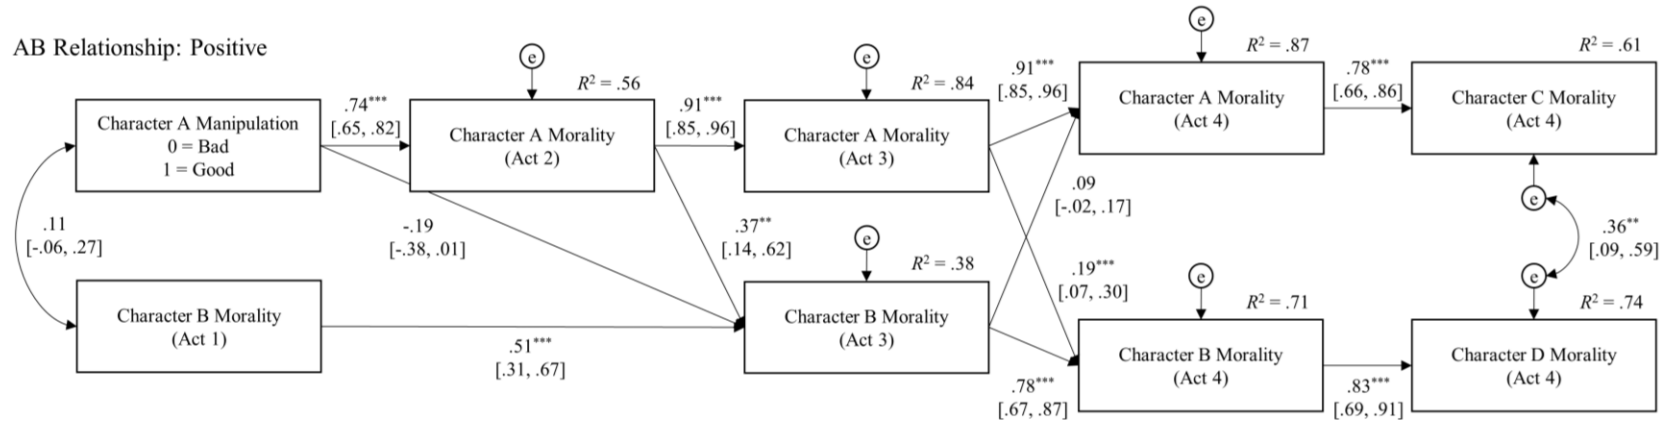 AB Relationship: Positive
Character A Manipulation
0 = Bad
1 = Good
.74***
[.65, .82]
e
R² = .56
Character A Morality
(Act 2)
.91***
[.85, .96]
e
R² = .84
Character A Morality
(Act 3)
.91***
[.85, .96]
e
R² = .87
Character A Morality
(Act 4)
.78***
[.66, .86]
R² = .61
Character C Morality
(Act 4)
e
.11
[-.06, .27]
-.19
[-.38, .01]
.37**
[.14, .62]
.09
[-.02, .17]
.36**
[.09, .59]
Character B Morality
(Act 1)
.51***
[.31, .67]
e
R² = .38
Character B Morality
(Act 3)
.19***
[.07, .30]
.78***
[.67, .87]
e
R² = .71
Character B Morality
(Act 4)
.83***
[.69, .91]
e
R² = .74
Character D Morality
(Act 4)